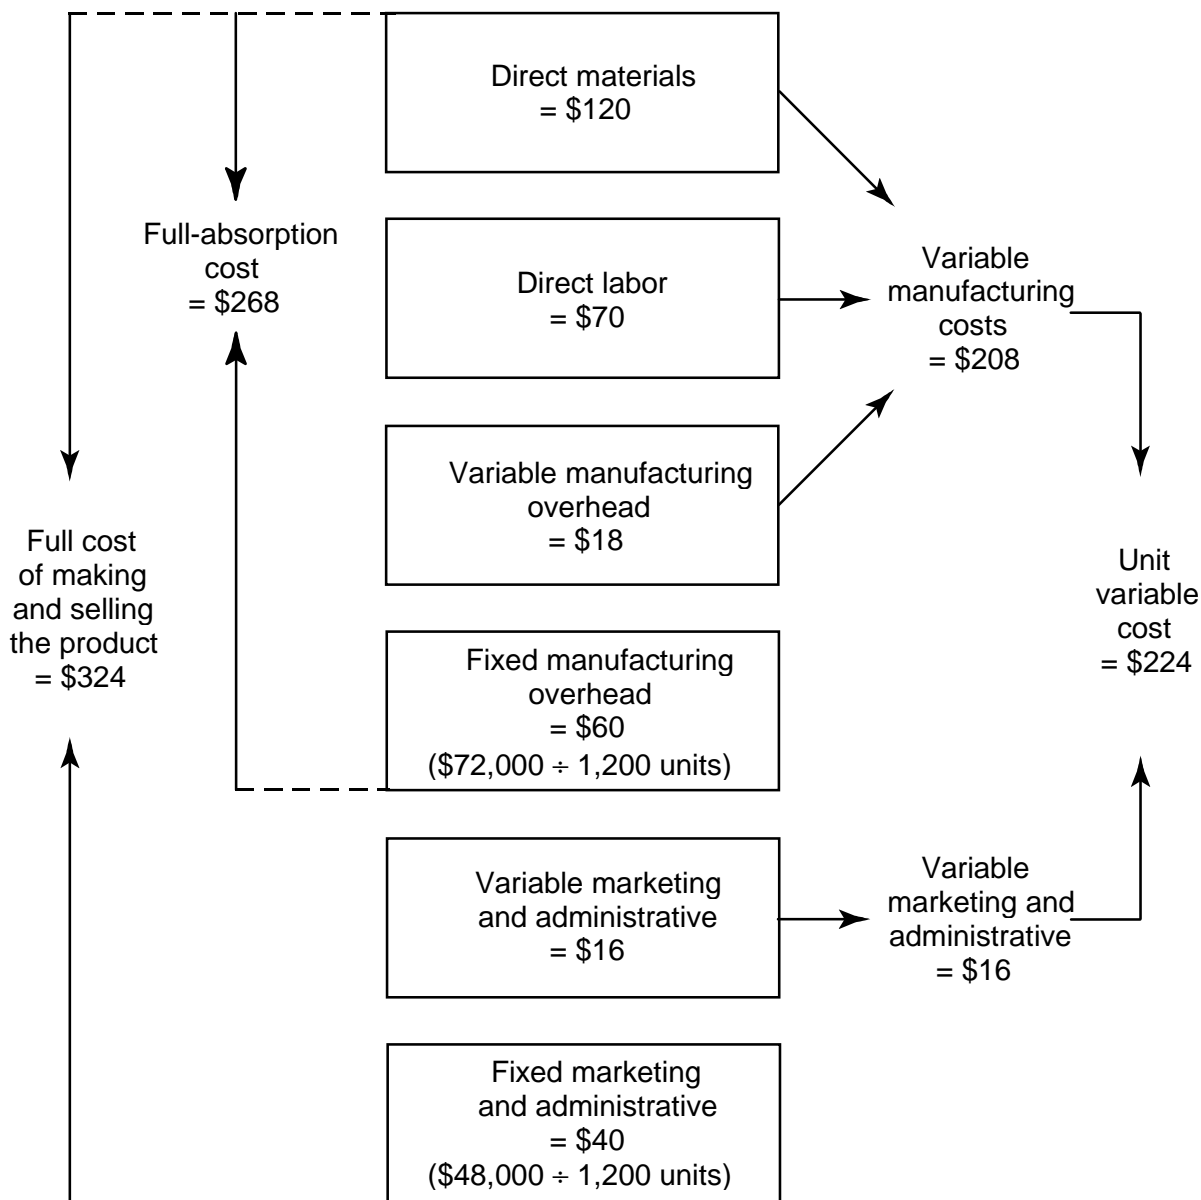 Direct materials
= $120
Full-absorption
cost
= $268
Direct labor
= $70
Variable
manufacturing
costs
= $208
Variable manufacturing
overhead
= $18
Full cost
of making
and selling
the product
= $324
Unit
variable
cost
= $224
Fixed manufacturing
overhead
= $60
($72,000 ÷ 1,200 units)
Variable marketing
and administrative
= $16
Variable
marketing and
administrative
= $16
Fixed marketing
and administrative
= $40
($48,000 ÷ 1,200 units)